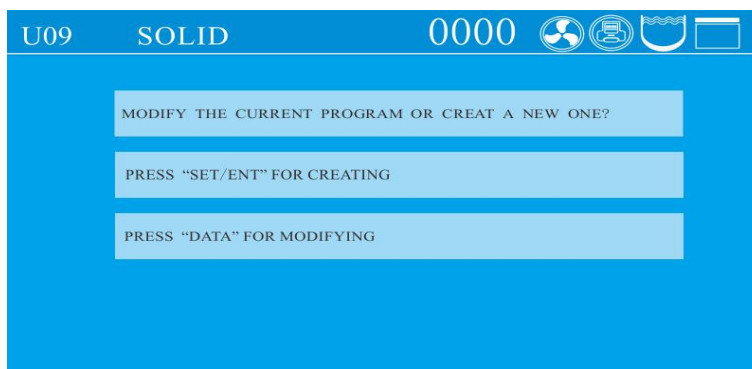 U09 SOLID 0000
MODIFY THE CURRENT PROGRAM OR CREAT A NEW ONE?
PRESS “SET/ENT” FOR CREATING
PRESS “DATA” FOR MODIFYING